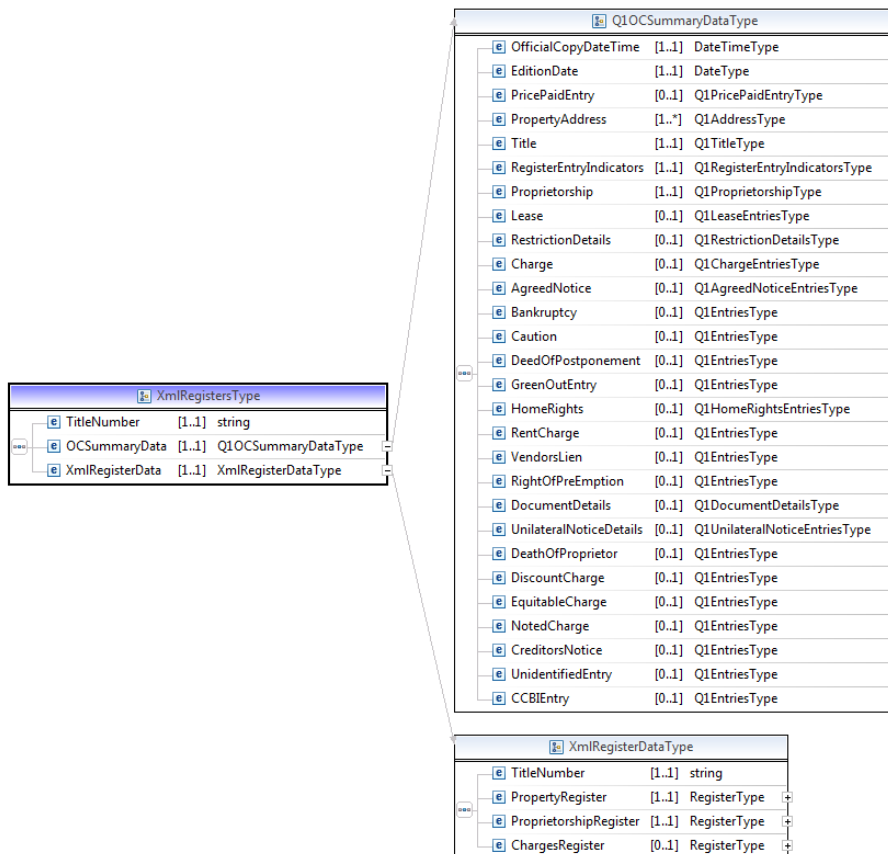 Q1OCSummaryDataType
e OfficialCopyDateTime [1..1] DateTimeType
e EditionDate [1..1] DateType
e PricePaidEntry [0..1] Q1PricePaidEntryType
e PropertyAddress [1..*] Q1AddressType
e Title [1..1] Q1TitleType
e RegisterEntryIndicators [1..1] Q1RegisterEntryIndicatorsType
e Proprietorship [1..1] Q1ProprietorshipType
e Lease [0..1] Q1LeaseEntriesType
e RestrictionDetails [0..1] Q1RestrictionDetailsType
e Charge [0..1] Q1ChargeEntriesType
e AgreedNotice [0..1] Q1AgreedNoticeEntriesType
e Bankruptcy [0..1] Q1EntriesType
e Caution [0..1] Q1EntriesType
e DeedOfPostponement [0..1] Q1EntriesType
e GreenOutEntry [0..1] Q1EntriesType
e HomeRights [0..1] Q1HomeRightsEntriesType
e RentCharge [0..1] Q1EntriesType
e VendorsLien [0..1] Q1EntriesType
e RightOfPreEmption [0..1] Q1EntriesType
e DocumentDetails [0..1] Q1DocumentDetailsType
e UnilateralNoticeDetails [0..1] Q1UnilateralNoticeEntriesType
e DeathOfProprietor [0..1] Q1EntriesType
e DiscountCharge [0..1] Q1EntriesType
e EquitableCharge [0..1] Q1EntriesType
e NotedCharge [0..1] Q1EntriesType
e CreditorsNotice [0..1] Q1EntriesType
e UnidentifiedEntry [0..1] Q1EntriesType
e CCBIEntry [0..1] Q1EntriesType
XmlRegistersType
e TitleNumber [1..1] string
e OCSummaryData [1..1] Q1OCSummaryDataType
e XmlRegisterData [1..1] XmlRegisterDataType
XmlRegisterDataType
e TitleNumber [1..1] string
e PropertyRegister [1..1] RegisterType
e ProprietorshipRegister [1..1] RegisterType
e ChargesRegister [0..1] RegisterType